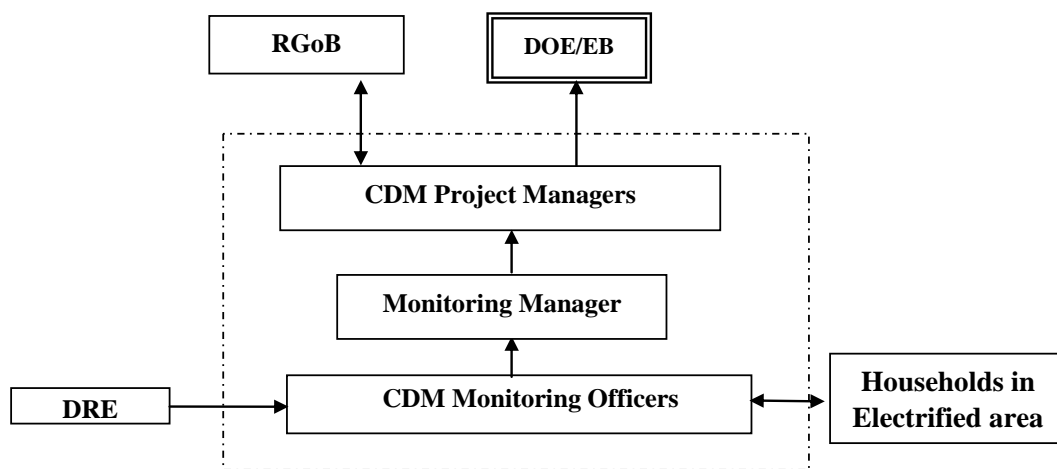 RGoB
DOE/EB
CDM Project Managers
Monitoring Manager
CDM Monitoring Officers
DRE
Households in
Electrified area